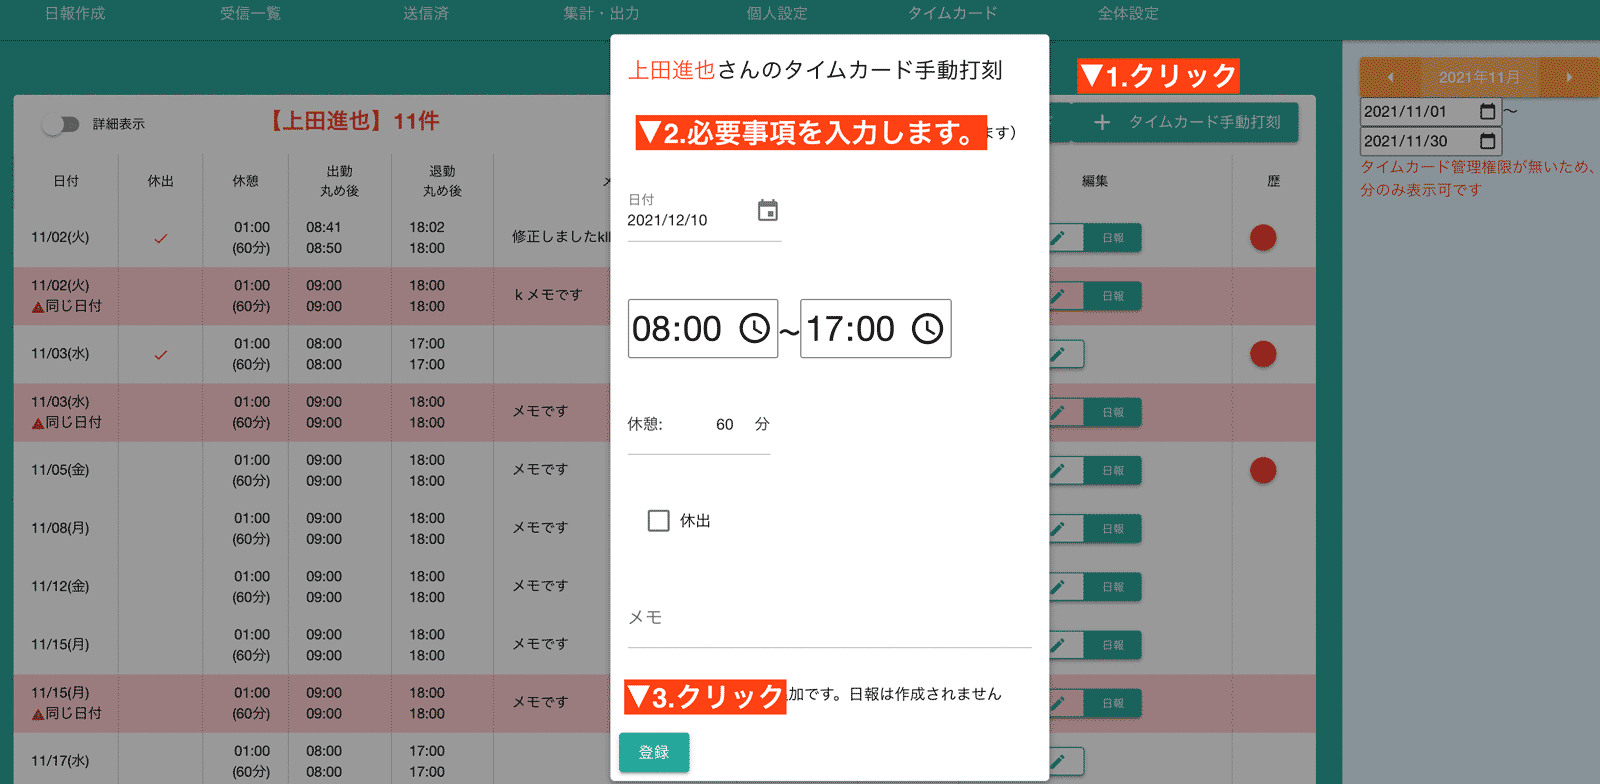 日報作成 受信一覧 送信済 集計・出力 個人設定 タイムカード 全体設定
上田進也さんのタイムカード手動打刻
▼1.クリック
2021年11月
2021/11/01 ～
2021/11/30
タイムカード管理権限が無いため、
分のみ表示可です
詳細表示
【上田進也】11件
＋ タイムカード手動打刻
▼2.必要事項を入力します。 ます）
日付 休出 休憩 出勤 丸め後 退勤 丸め後 編集 歴
11/02(火) 01:00 (60分) 08:41 08:50 18:02 18:00 修正しましたkll 日報
11/02(火) ▲同じ日付 01:00 (60分) 09:00 09:00 18:00 18:00 kメモです 日報
11/03(水) 01:00 (60分) 08:00 08:00 17:00 17:00
11/03(水) ▲同じ日付 01:00 (60分) 09:00 09:00 18:00 18:00 メモです 日報
11/05(金) 01:00 (60分) 09:00 09:00 18:00 18:00 メモです 日報
11/08(月) 01:00 (60分) 09:00 09:00 18:00 18:00 メモです 日報
11/12(金) 01:00 (60分) 09:00 09:00 18:00 18:00 メモです 日報
11/15(月) 01:00 (60分) 09:00 09:00 18:00 18:00 メモです 日報
11/15(月) ▲同じ日付 01:00 (60分) 09:00 09:00 18:00 18:00 メモです 日報
11/17(水) 01:00 (60分) 08:00 08:00 17:00 17:00
日付
2021/12/10
08:00 ～ 17:00
休憩: 60 分
休出
メモ
▼3.クリック 加です。日報は作成されません
登録